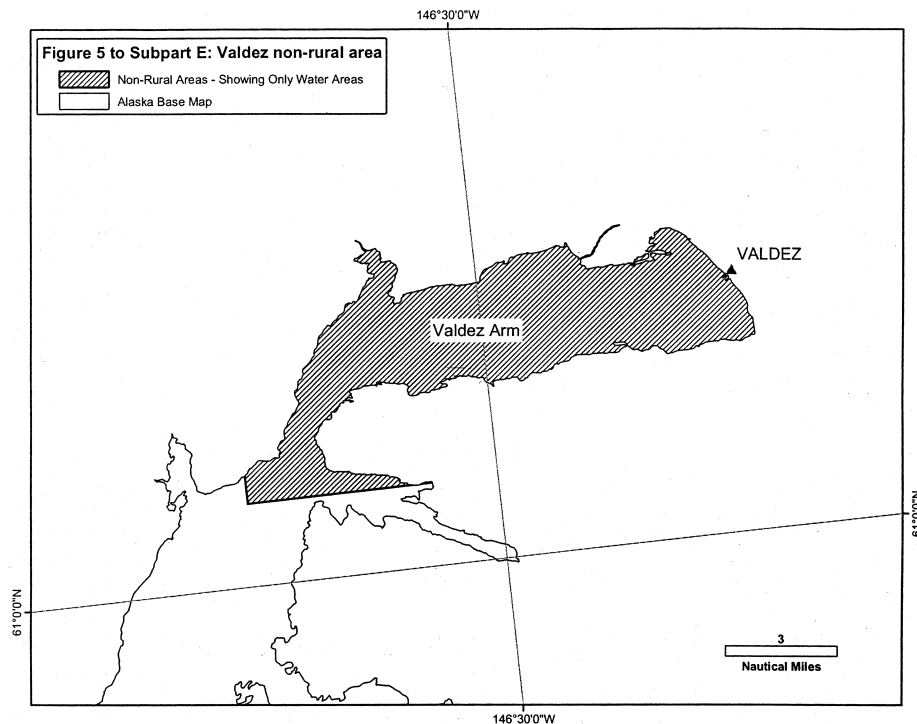 146°30'0"W
Figure 5 to Subpart E: Valdez non-rural area
Non-Rural Areas - Showing Only Water Areas
Alaska Base Map
VALDEZ
Valdez Arm
61°0'0"N
61°0'0"N
3
Nautical Miles
146°30'0"W